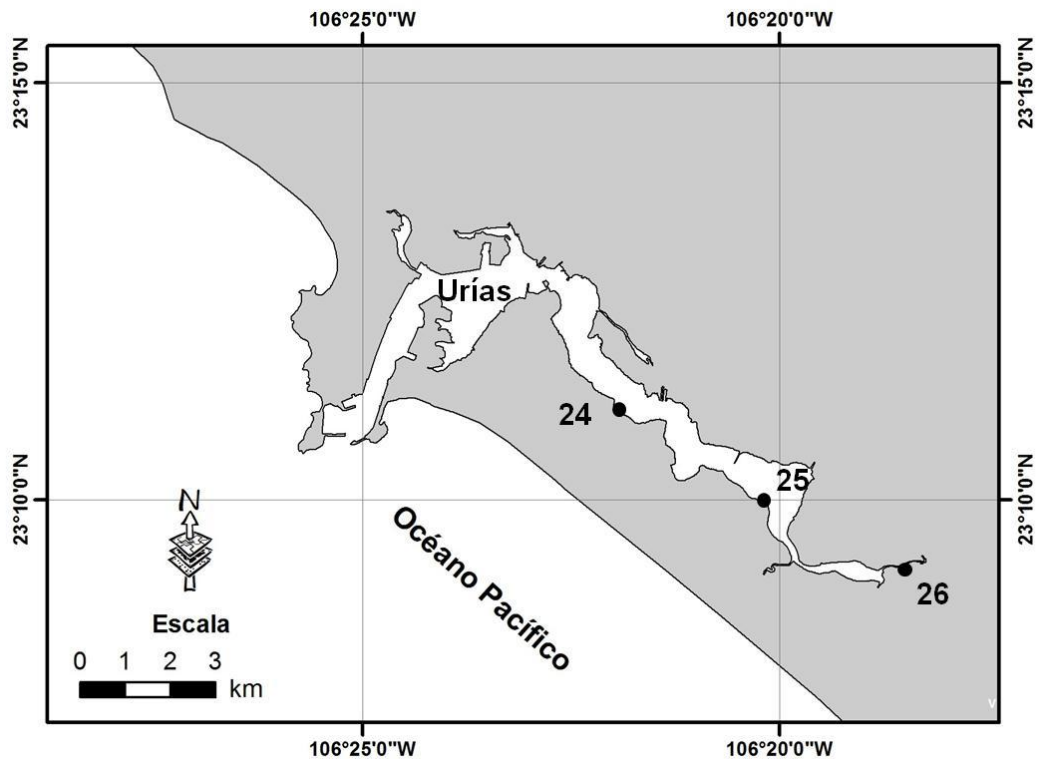 106°25'0"W
106°20'0"W
23°15'0"N
23°15'0"N
Urías
24
25
23°10'0"N
23°10'0"N
N
Océano Pacífico
26
Escala
0 1 2 3
km
v
106°25'0"W
106°20'0"W